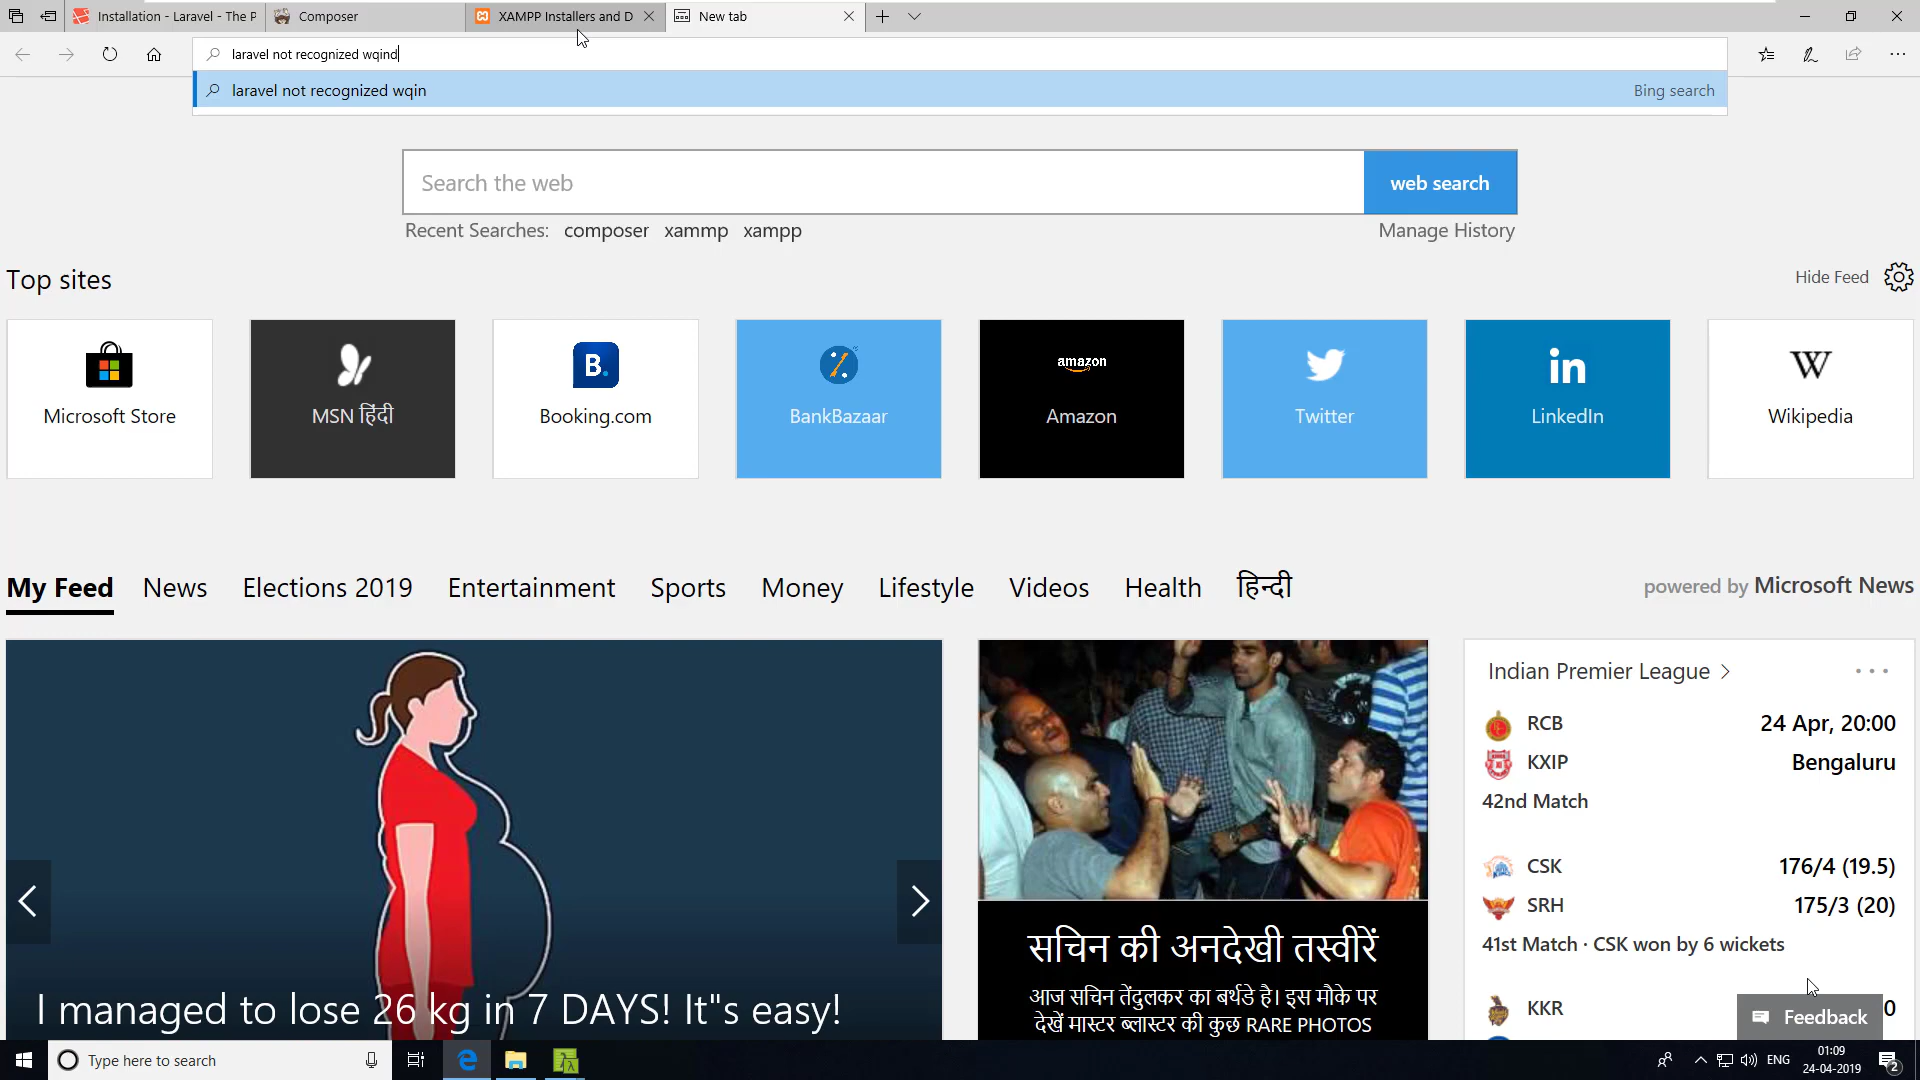 Installation - Laravel - The P
Composer
XAMPP Installers and D
New tab
laravel not recognized wqind
laravel not recognized wqin
Bing search
Search the web
web search
Recent Searches: composer xammp xampp
Manage History
Top sites
Hide Feed
Microsoft Store
MSN हिंदी
B.
Booking.com
BankBazaar
amazon
Amazon
Twitter
in
LinkedIn
W
Wikipedia
My Feed News Elections 2019 Entertainment Sports Money Lifestyle Videos Health हिन्दी
powered by Microsoft News
I managed to lose 26 kg in 7 DAYS! It"s easy!
सचिन की अनदेखी तस्वीरें
आज सचिन तेंदुलकर का बर्थडे है। इस मौके पर
देखें मास्टर ब्लास्टर की कुछ RARE PHOTOS
Indian Premier League
RCB 24 Apr, 20:00
KXIP Bengaluru
42nd Match
CSK 176/4 (19.5)
SRH 175/3 (20)
41st Match · CSK won by 6 wickets
KKR 0
Feedback
Type here to search
ENG
01:09
24-04-2019
2